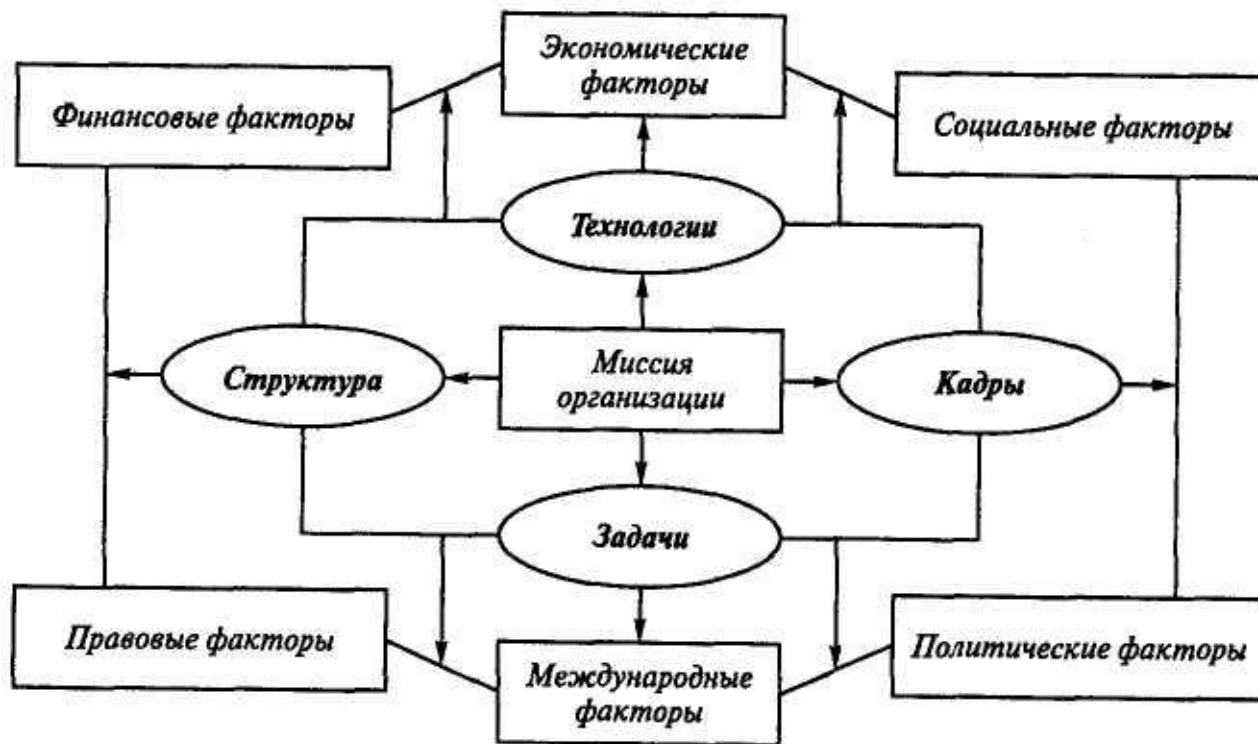 Экономические
факторы
Финансовые факторы
Социальные факторы
Технологии
Миссия
организации
Структура
Кадры
Задачи
Правовые факторы
Политические факторы
Международные
факторы